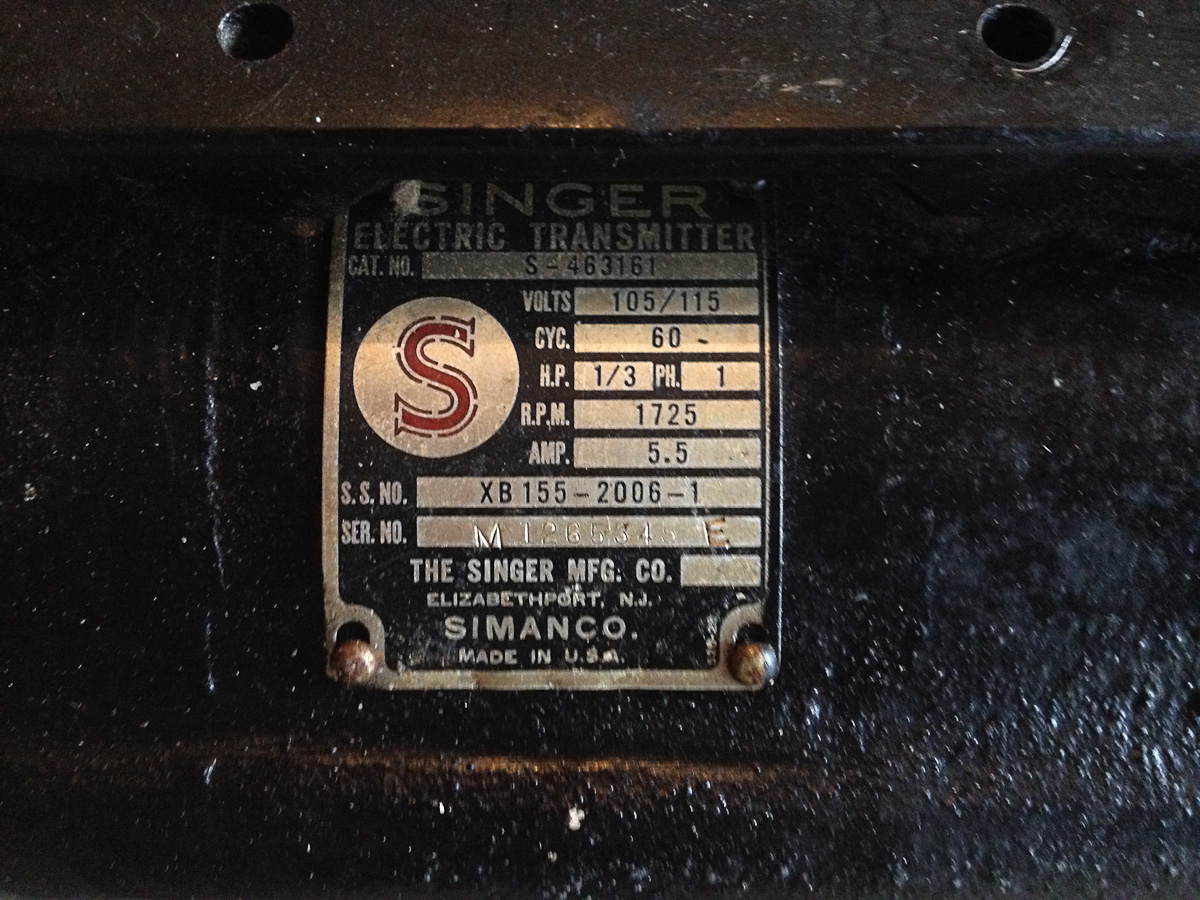 SINGER
ELECTRIC TRANSMITTER
CAT. NO. S-463161
VOLTS 105/115
S
CYC. 60
H.P. 1/3 PH. 1
R.P.M. 1725
AMP. 5.5
S.S. NO. XB155-2006-1
SER. NO. M 1265345 E
THE SINGER MFG. CO.
ELIZABETHPORT, N.J.
SIMANCO.
MADE IN U.S.A.